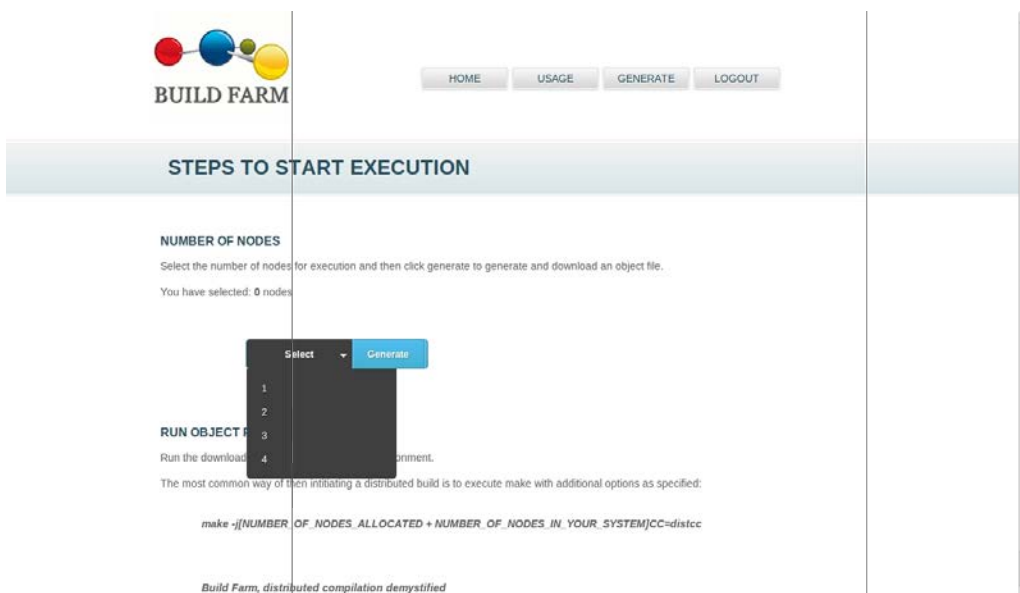 BUILD FARM
HOME USAGE GENERATE LOGOUT
STEPS TO START EXECUTION
NUMBER OF NODES
Select the number of nodes for execution and then click generate to generate and download an object file.
You have selected: 0 nodes
Select Generate
1
2
3
4
RUN OBJECT
Run the download onment.
The most common way of then intitiating a distributed build is to execute make with additional options as specified:
make -j[NUMBER_OF_NODES_ALLOCATED + NUMBER_OF_NODES_IN_YOUR_SYSTEM]CC=distcc
Build Farm, distributed compilation demystified